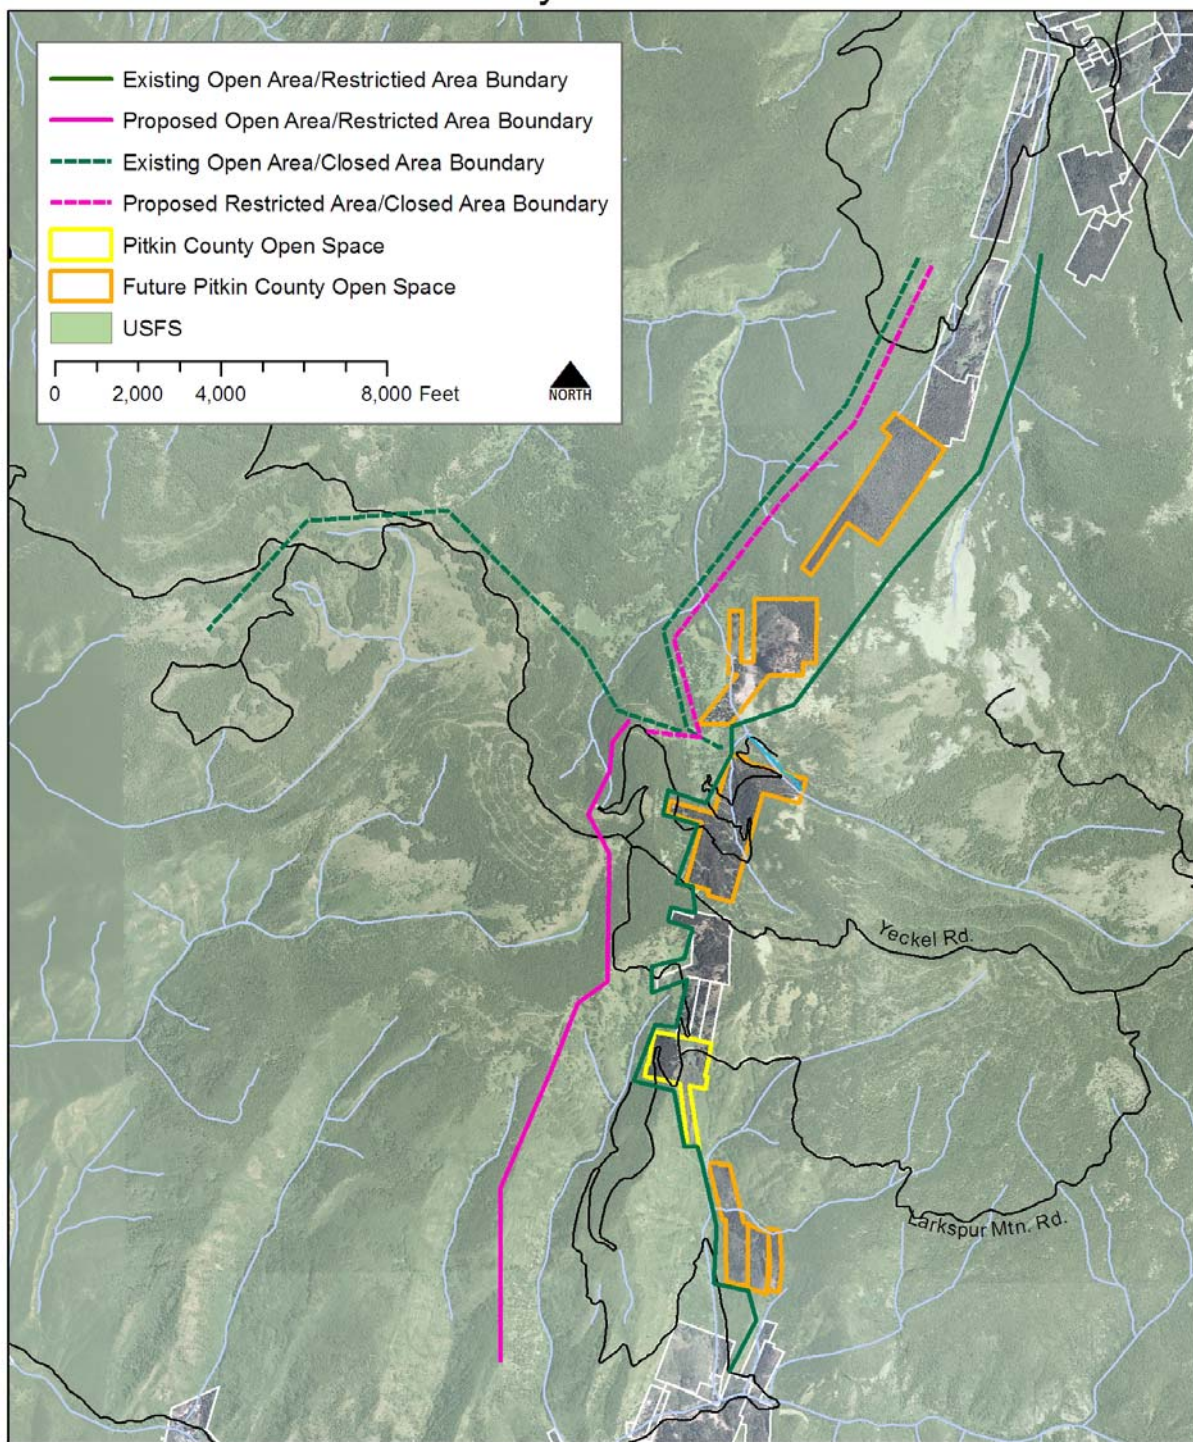 Existing Open Area/Restrictied Area Bundary
Proposed Open Area/Restricted Area Boundary
Existing Open Area/Closed Area Boundary
Proposed Restricted Area/Closed Area Boundary
Pitkin County Open Space
Future Pitkin County Open Space
USFS
0 2,000 4,000 8,000 Feet
NORTH
Yeckel Rd.
Larkspur Mtn. Rd.